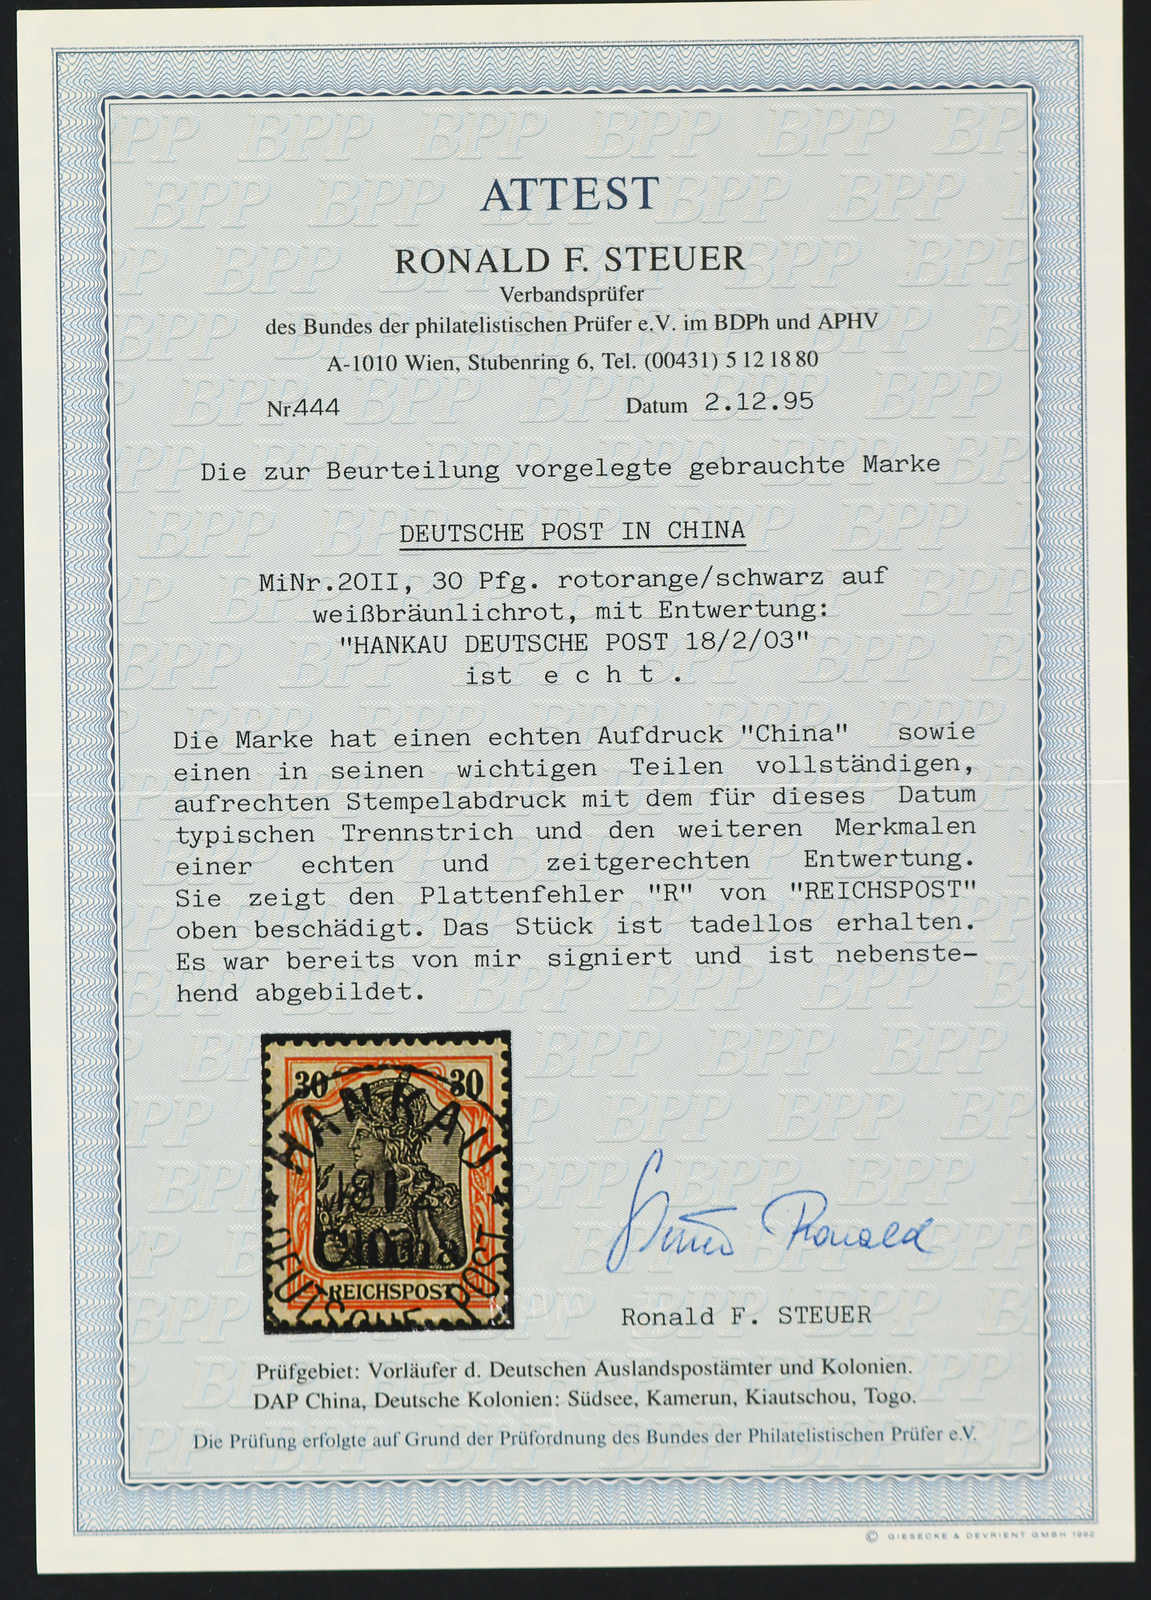 ATTEST
RONALD F. STEUER
Verbandsprüfer
des Bundes der philatelistischen Prüfer e.V. im BDPh und APHV
A-1010 Wien, Stubenring 6, Tel. (00431) 5 12 18 80
Nr.444 Datum 2.12.95
Die zur Beurteilung vorgelegte gebrauchte Marke
DEUTSCHE POST IN CHINA
MiNr.20II, 30 Pfg. rotorange/schwarz auf
weißbräunlichrot, mit Entwertung:
"HANKAU DEUTSCHE POST 18/2/03"
ist e c h t .
Die Marke hat einen echten Aufdruck "China" sowie
einen in seinen wichtigen Teilen vollständigen,
aufrechten Stempelabdruck mit dem für dieses Datum
typischen Trennstrich und den weiteren Merkmalen
einer echten und zeitgerechten Entwertung.
Sie zeigt den Plattenfehler "R" von "REICHSPOST"
oben beschädigt. Das Stück ist tadellos erhalten.
Es war bereits von mir signiert und ist nebenste-
hend abgebildet.
30 30
HANKAU
China
REICHSPOST
DEUTSCHE POST
Steuer Ronald
Ronald F. STEUER
Prüfgebiet: Vorläufer d. Deutschen Auslandspostämter und Kolonien.
DAP China, Deutsche Kolonien: Südsee, Kamerun, Kiautschou, Togo.
Die Prüfung erfolgte auf Grund der Prüfordnung des Bundes der Philatelistischen Prüfer e.V.
© GIESECKE & DEVRIENT GMBH 1992